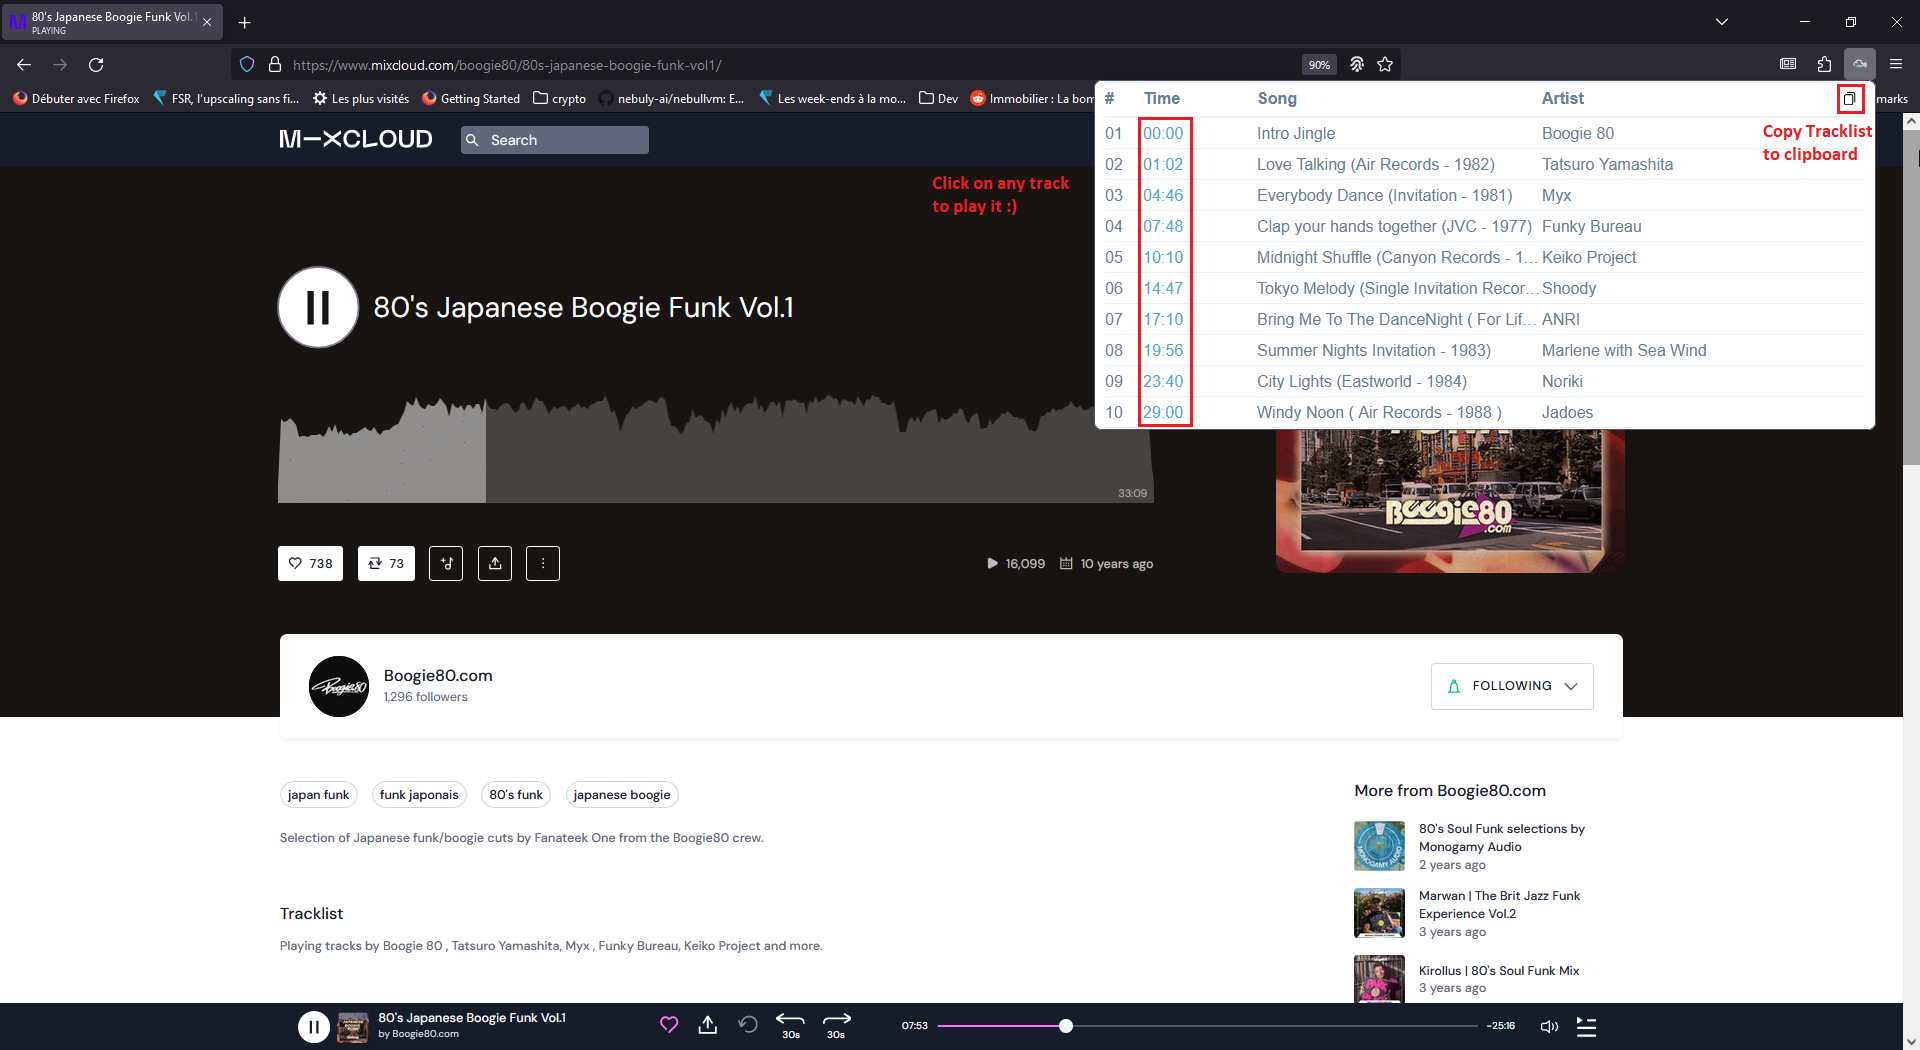 80's Japanese Boogie Funk Vol.1
PLAYING
https://www.mixcloud.com/boogie80/80s-japanese-boogie-funk-vol1/
90%
Débuter avec Firefox
FSR, l'upscaling sans fi...
Les plus visités
Getting Started
crypto
nebuly-ai/nebullvm: E...
Les week-ends à la mo...
Dev
Immobilier : La bon
marks
# Time Song Artist
01 00:00 Intro Jingle Boogie 80
02 01:02 Love Talking (Air Records - 1982) Tatsuro Yamashita
03 04:46 Everybody Dance (Invitation - 1981) Myx
04 07:48 Clap your hands together (JVC - 1977) Funky Bureau
05 10:10 Midnight Shuffle (Canyon Records - 1... Keiko Project
06 14:47 Tokyo Melody (Single Invitation Recor... Shoody
07 17:10 Bring Me To The DanceNight ( For Lif... ANRI
08 19:56 Summer Nights Invitation - 1983) Marlene with Sea Wind
09 23:40 City Lights (Eastworld - 1984) Noriki
10 29:00 Windy Noon ( Air Records - 1988 ) Jadoes
Copy Tracklist
to clipboard
MIXCLOUD
Search
Click on any track
to play it :)
80's Japanese Boogie Funk Vol.1
33:09
BOOGIE80
.COM
738
73
16,099
10 years ago
Boogie80
Boogie80.com
1,296 followers
FOLLOWING
japan funk
funk japonais
80's funk
japanese boogie
Selection of Japanese funk/boogie cuts by Fanateek One from the Boogie80 crew.
Tracklist
Playing tracks by Boogie 80 , Tatsuro Yamashita, Myx , Funky Bureau, Keiko Project and more.
More from Boogie80.com
MONOGAMY AUDIO
80's Soul Funk selections by
Monogamy Audio
2 years ago
Marwan | The Brit Jazz Funk
Experience Vol.2
3 years ago
Kirollus | 80's Soul Funk Mix
3 years ago
JAPANESE
BOOGIE
FUNK
80's Japanese Boogie Funk Vol.1
by Boogie80.com
30s
30s
07:53
-25:16